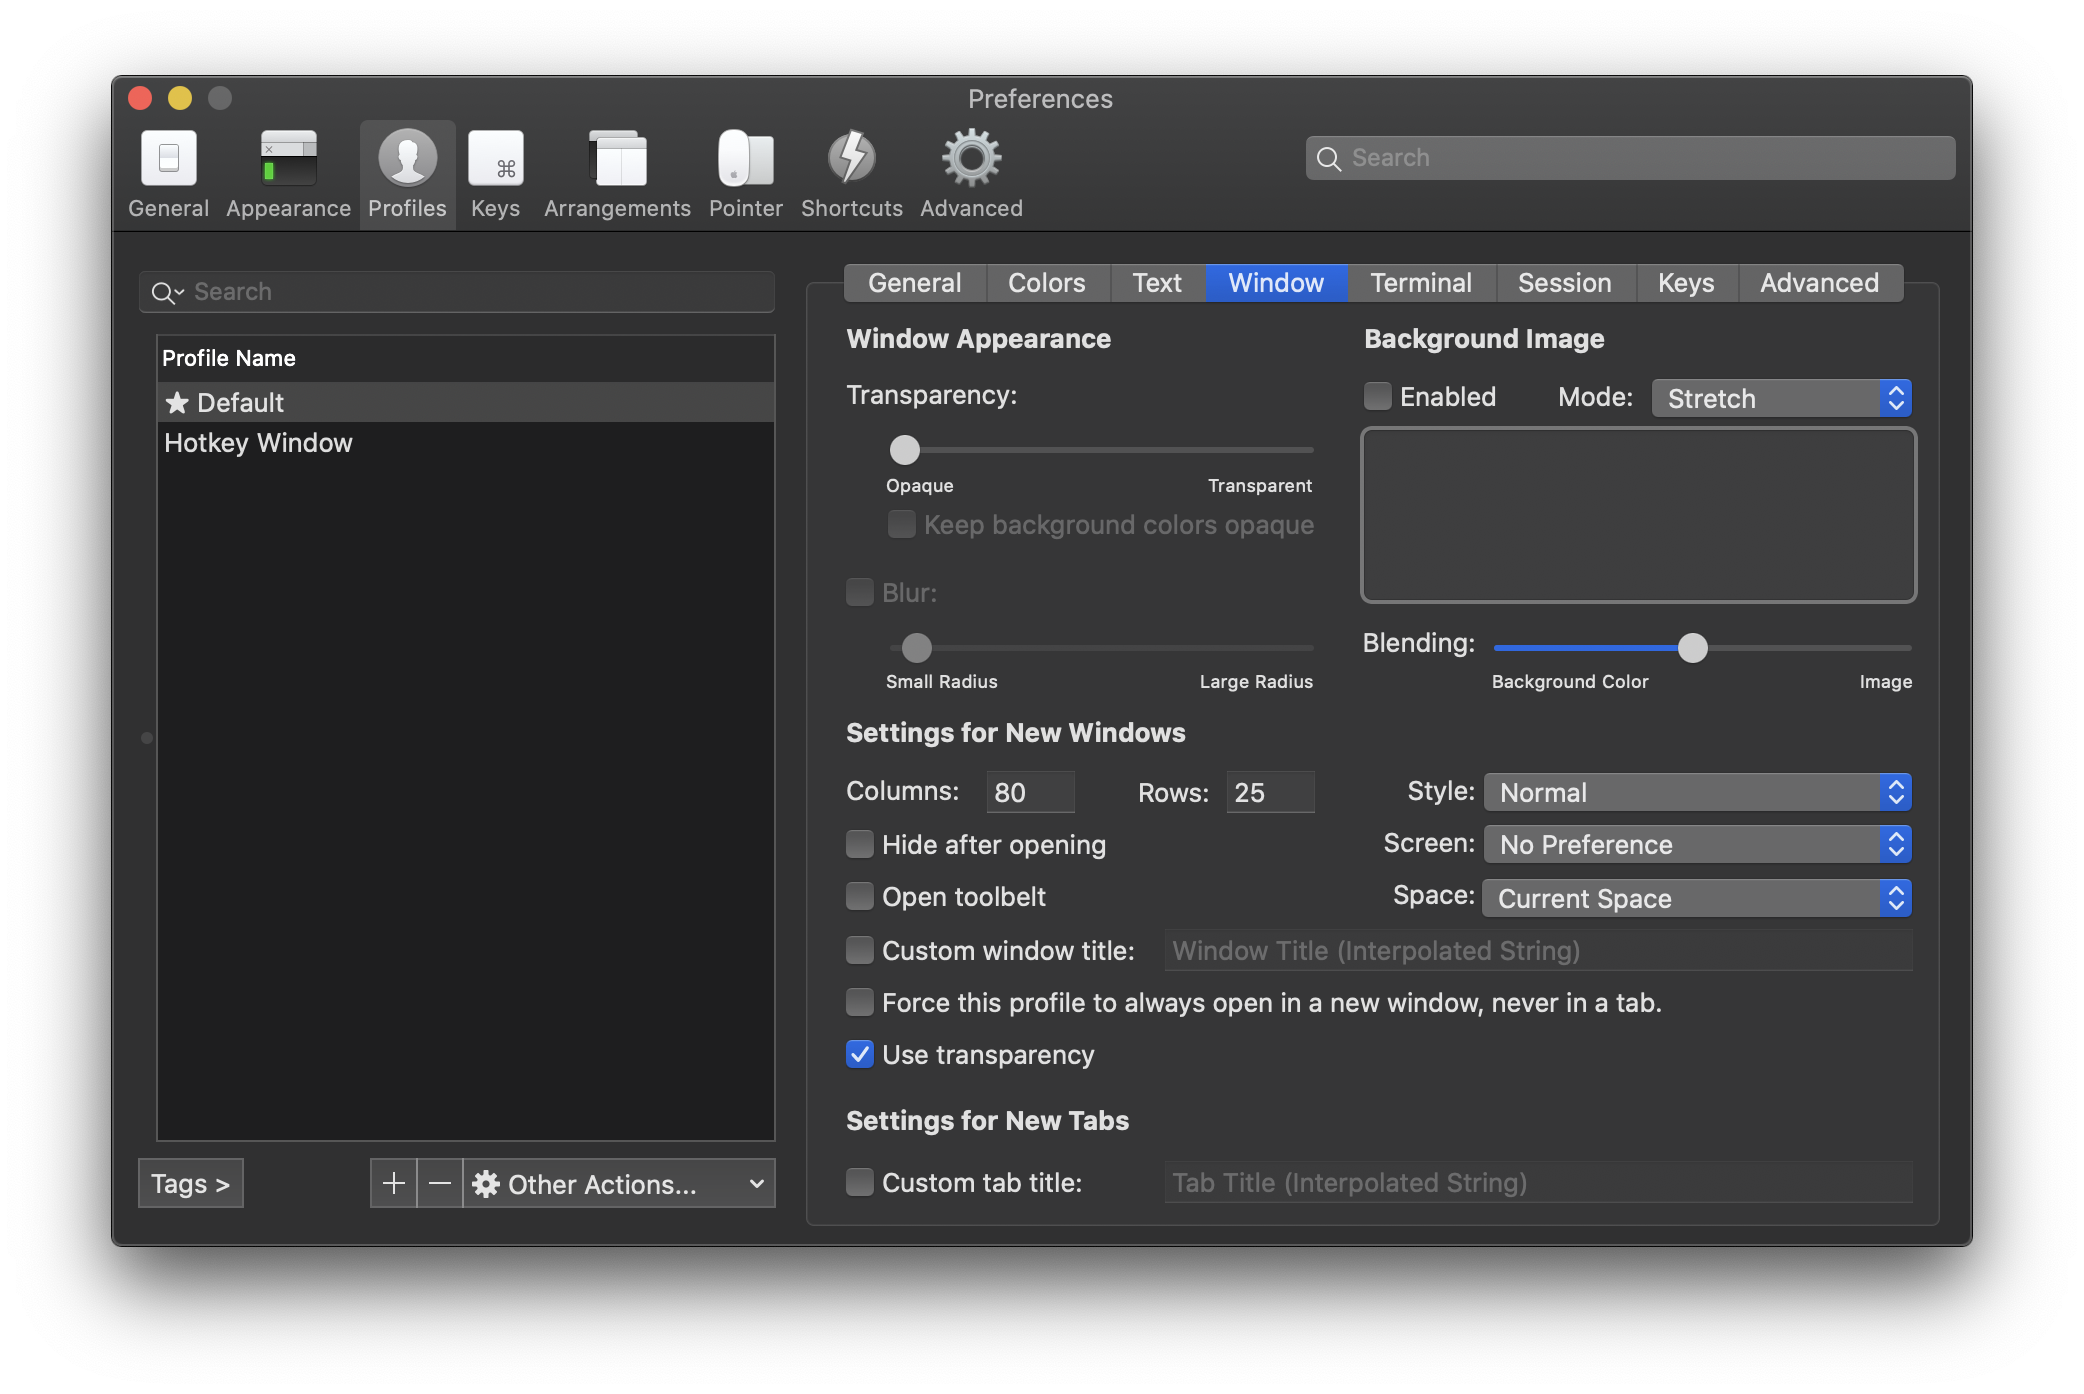 Preferences
General Appearance Profiles Keys Arrangements Pointer Shortcuts Advanced
Search
Search
Profile Name
★ Default
Hotkey Window
Tags >
Other Actions...
General Colors Text Window Terminal Session Keys Advanced
Window Appearance
Transparency:
Opaque Transparent
Keep background colors opaque
Blur:
Small Radius Large Radius
Background Image
Enabled Mode: Stretch
Blending:
Background Color Image
Settings for New Windows
Columns: 80 Rows: 25 Style: Normal
Hide after opening Screen: No Preference
Open toolbelt Space: Current Space
Custom window title: Window Title (Interpolated String)
Force this profile to always open in a new window, never in a tab.
Use transparency
Settings for New Tabs
Custom tab title: Tab Title (Interpolated String)